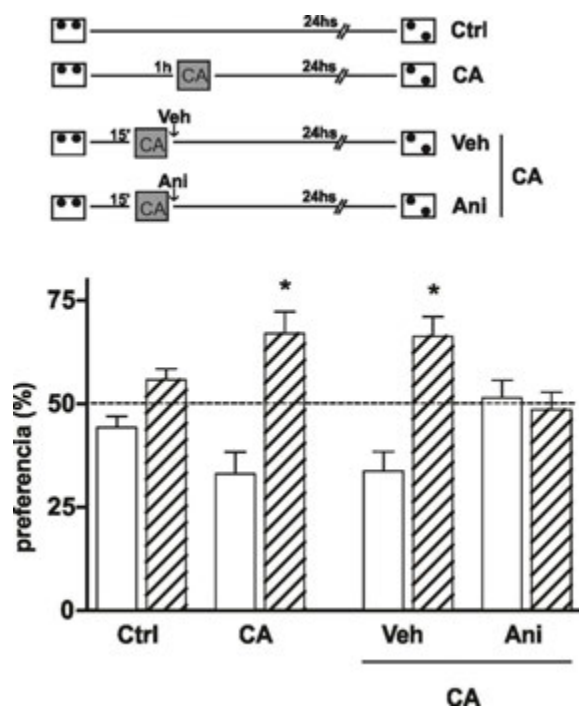 24hs Ctrl
1h CA 24hs CA
Veh
15' CA 24hs Veh
CA
Ani
15' CA 24hs Ani
75
* *
50
25
0
preferencia (%)
Ctrl CA Veh Ani
CA